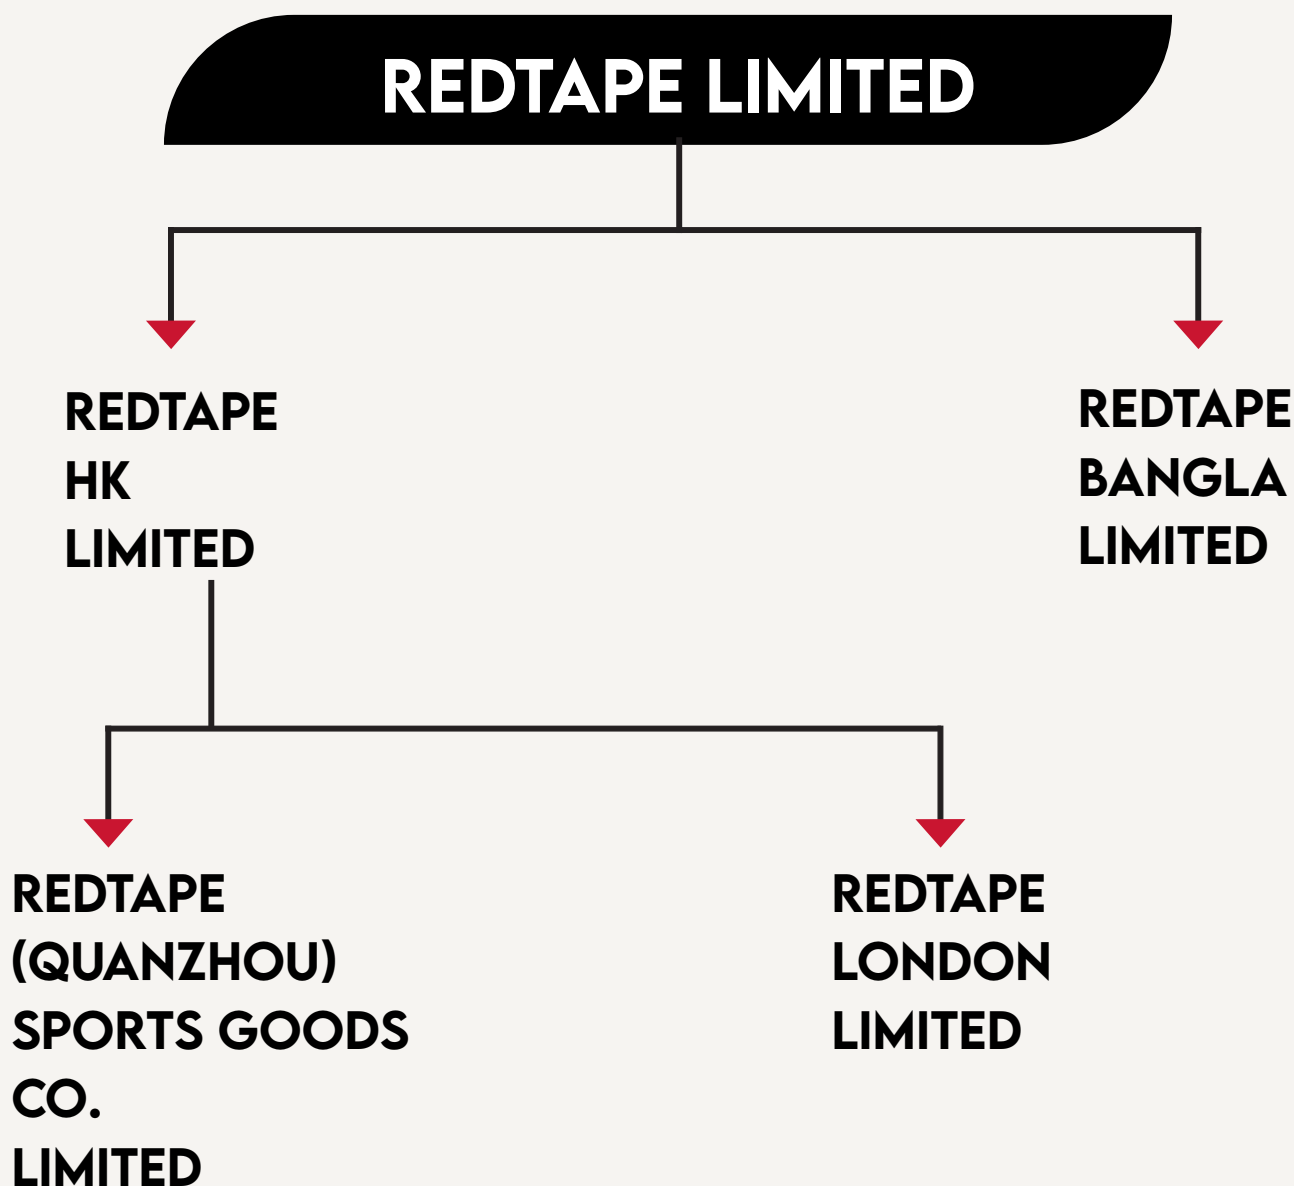 REDTAPE LIMITED
REDTAPE
HK
LIMITED
REDTAPE
BANGLA
LIMITED
REDTAPE
(QUANZHOU)
SPORTS GOODS
CO.
LIMITED
REDTAPE
LONDON
LIMITED